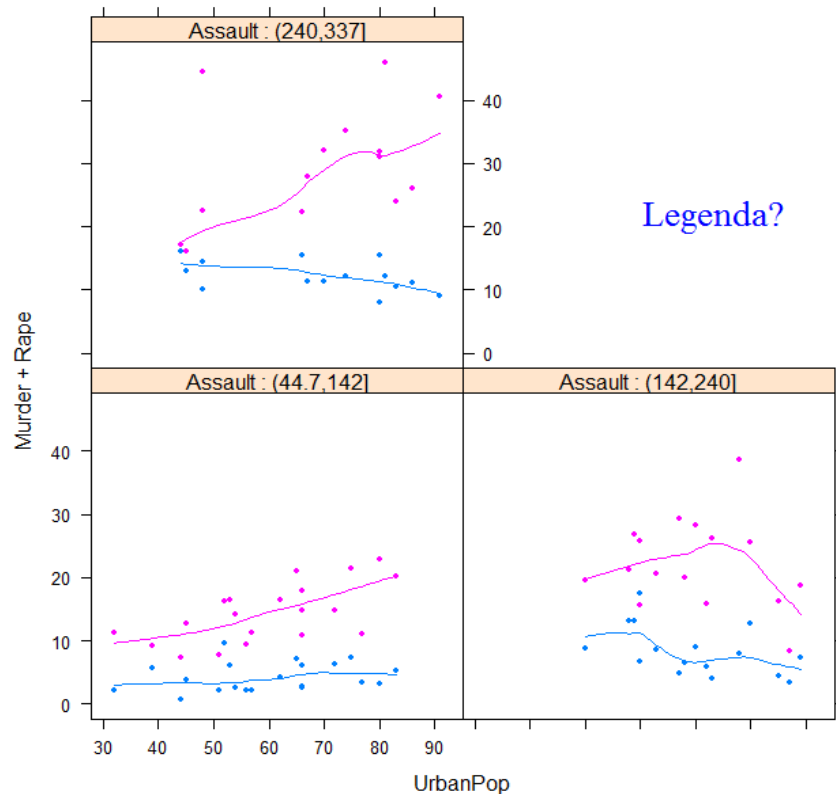 Assault : (240,337]
40
30
20
10
0
Legenda?
Murder + Rape
Assault : (44.7,142]
Assault : (142,240]
40
30
20
10
0
30 40 50 60 70 80 90
UrbanPop